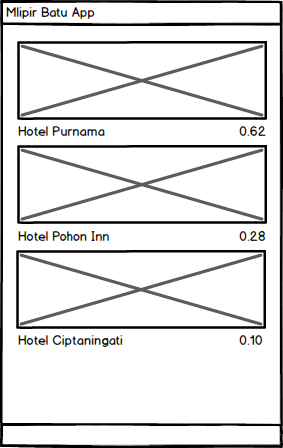 Mlipir Batu App
Hotel Purnama 0.62
Hotel Pohon Inn 0.28
Hotel Ciptaningati 0.10